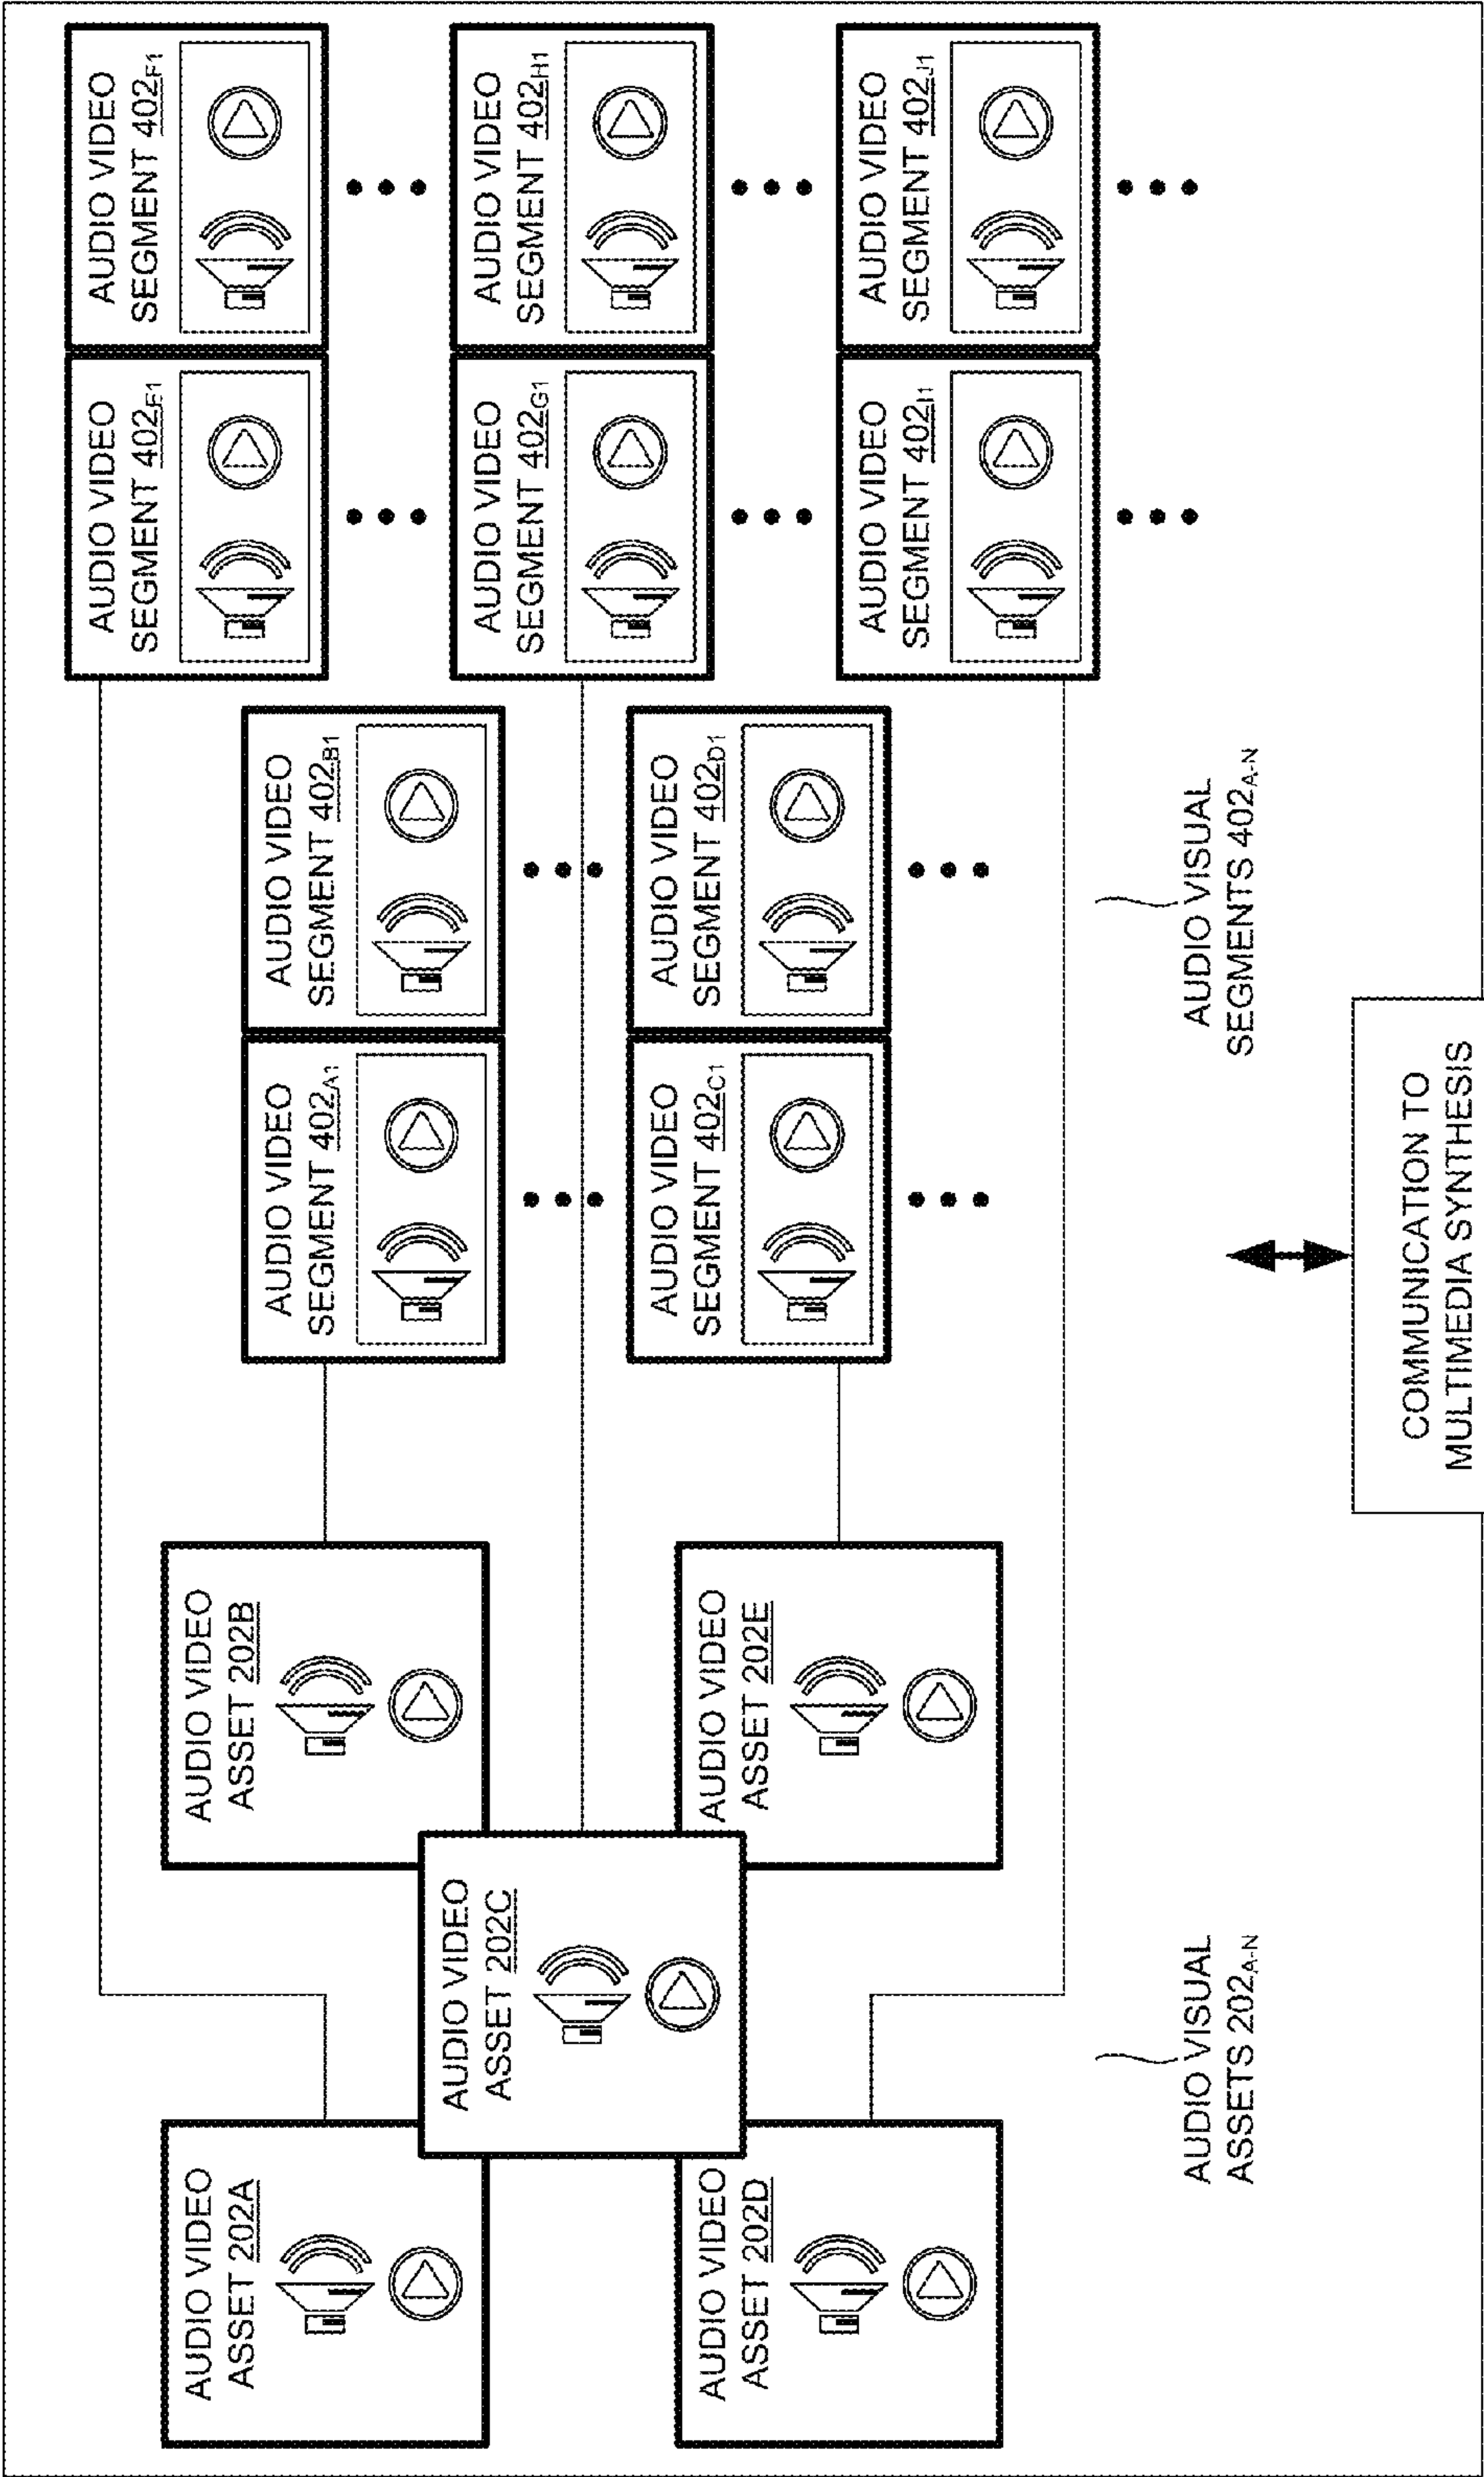 AUDIO VIDEO
ASSET 202A
AUDIO VIDEO
ASSET 202B
AUDIO VIDEO
ASSET 202C
AUDIO VIDEO
ASSET 202D
AUDIO VIDEO
ASSET 202E
AUDIO VISUAL
ASSETS 202A-N
AUDIO VIDEO
SEGMENT 402A1
AUDIO VIDEO
SEGMENT 402B1
AUDIO VIDEO
SEGMENT 402C1
AUDIO VIDEO
SEGMENT 402D1
AUDIO VIDEO
SEGMENT 402E1
AUDIO VIDEO
SEGMENT 402F1
AUDIO VIDEO
SEGMENT 402G1
AUDIO VIDEO
SEGMENT 402H1
AUDIO VIDEO
SEGMENT 402I1
AUDIO VIDEO
SEGMENT 402J1
AUDIO VISUAL
SEGMENTS 402A-N
COMMUNICATION TO
MULTIMEDIA SYNTHESIS